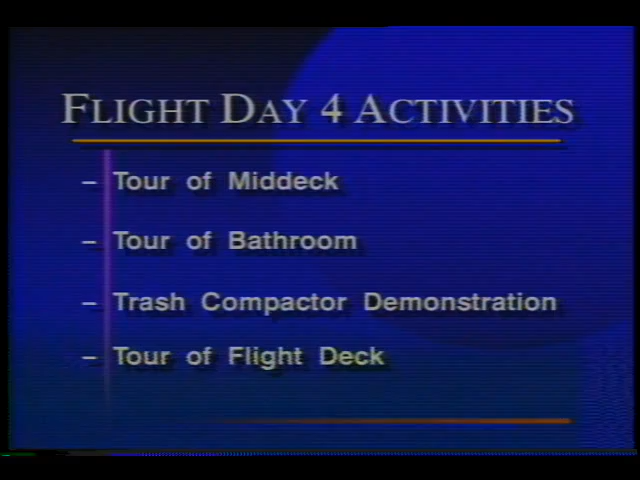 FLIGHT DAY 4 ACTIVITIES
– Tour of Middeck
– Tour of Bathroom
– Trash Compactor Demonstration
– Tour of Flight Deck